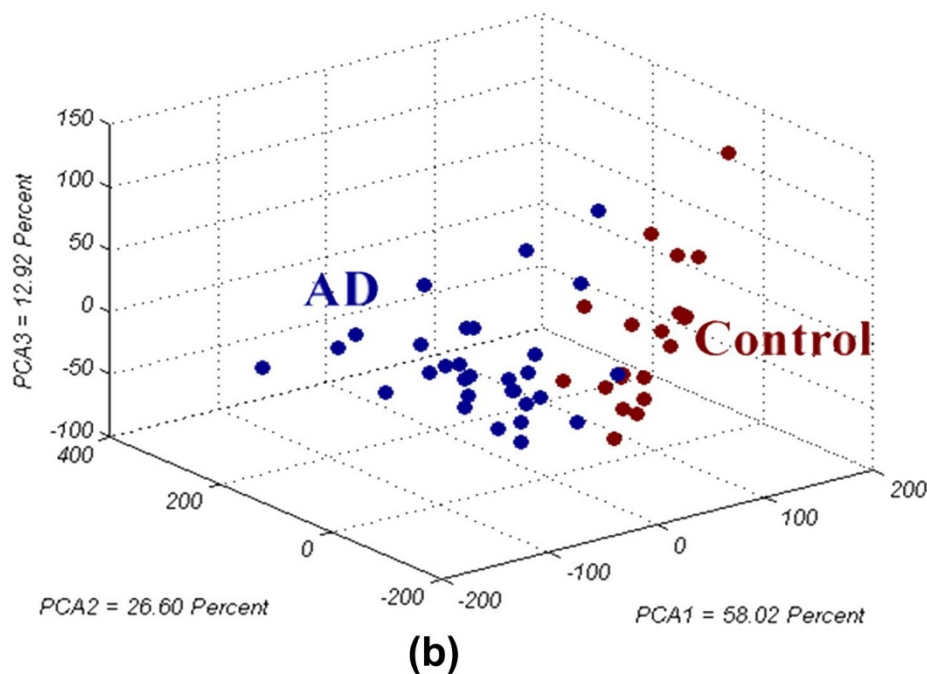 150
100
50
0
-50
-100
PCA3 = 12.92 Percent
AD
Control
400
200
0
-200
PCA2 = 26.60 Percent
-200
-100
0
100
200
PCA1 = 58.02 Percent
(b)